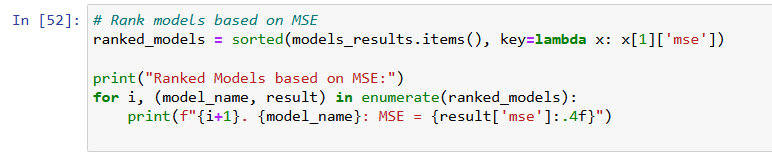 In [52]: # Rank models based on MSE
ranked_models = sorted(models_results.items(), key=lambda x: x[1]['mse'])

print("Ranked Models based on MSE:")
for i, (model_name, result) in enumerate(ranked_models):
    print(f"{i+1}. {model_name}: MSE = {result['mse']:.4f}")